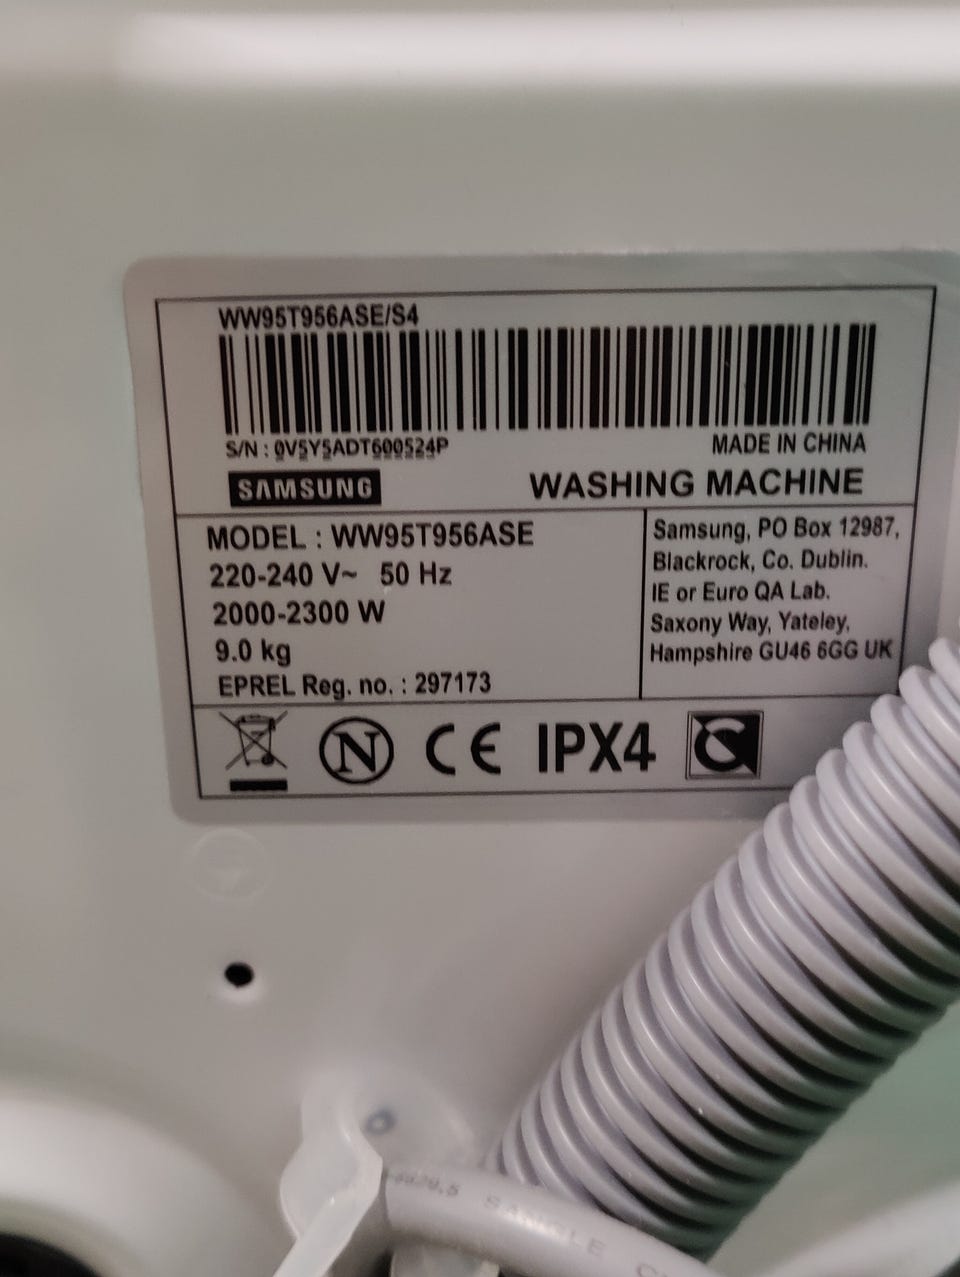 WW95T956ASE/S4
S/N : 0V5Y5ADT600524P
MADE IN CHINA
SAMSUNG
WASHING MACHINE
MODEL : WW95T956ASE
220-240 V~ 50 Hz
2000-2300 W
9.0 kg
EPREL Reg. no. : 297173
Samsung, PO Box 12987,
Blackrock, Co. Dublin.
IE or Euro QA Lab.
Saxony Way, Yateley,
Hampshire GU46 6GG UK
N CE IPX4